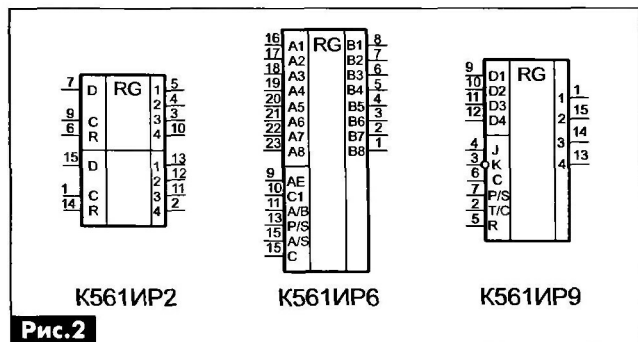 7 D RG 1 5
2 4
9 C 3 3
6 R 4 10
15 D 1 13
2 12
1 C 3 11
14 R 4 2
К561ИР2
16 A1 RG B1 8
17 A2 B2 7
18 A3 B3 6
19 A4 B4 5
20 A5 B5 4
21 A6 B6 3
22 A7 B7 2
23 A8 B8 1
9 AE
10 C1
11 A/B
13 P/S
15 A/S
15 C
К561ИР6
9 D1 RG
10 D2 1 1
11 D3 2 15
12 D4 3 14
4 J 4 13
3 K
6 C
7 P/S
2 T/C
5 R
К561ИР9
Рис.2